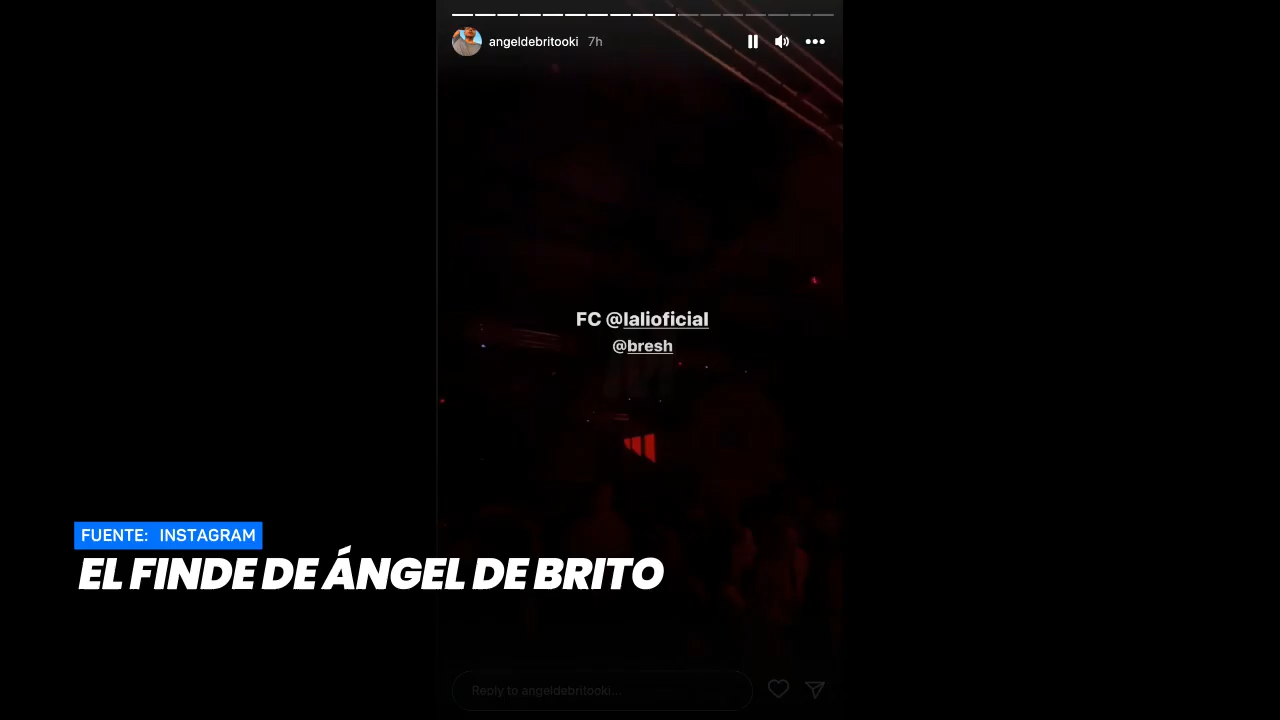 angeldebritooki 7h
FC @lalioficial
@bresh
FUENTE: INSTAGRAM
EL FINDE DE ÁNGEL DE BRITO
Reply to angeldebritooki...